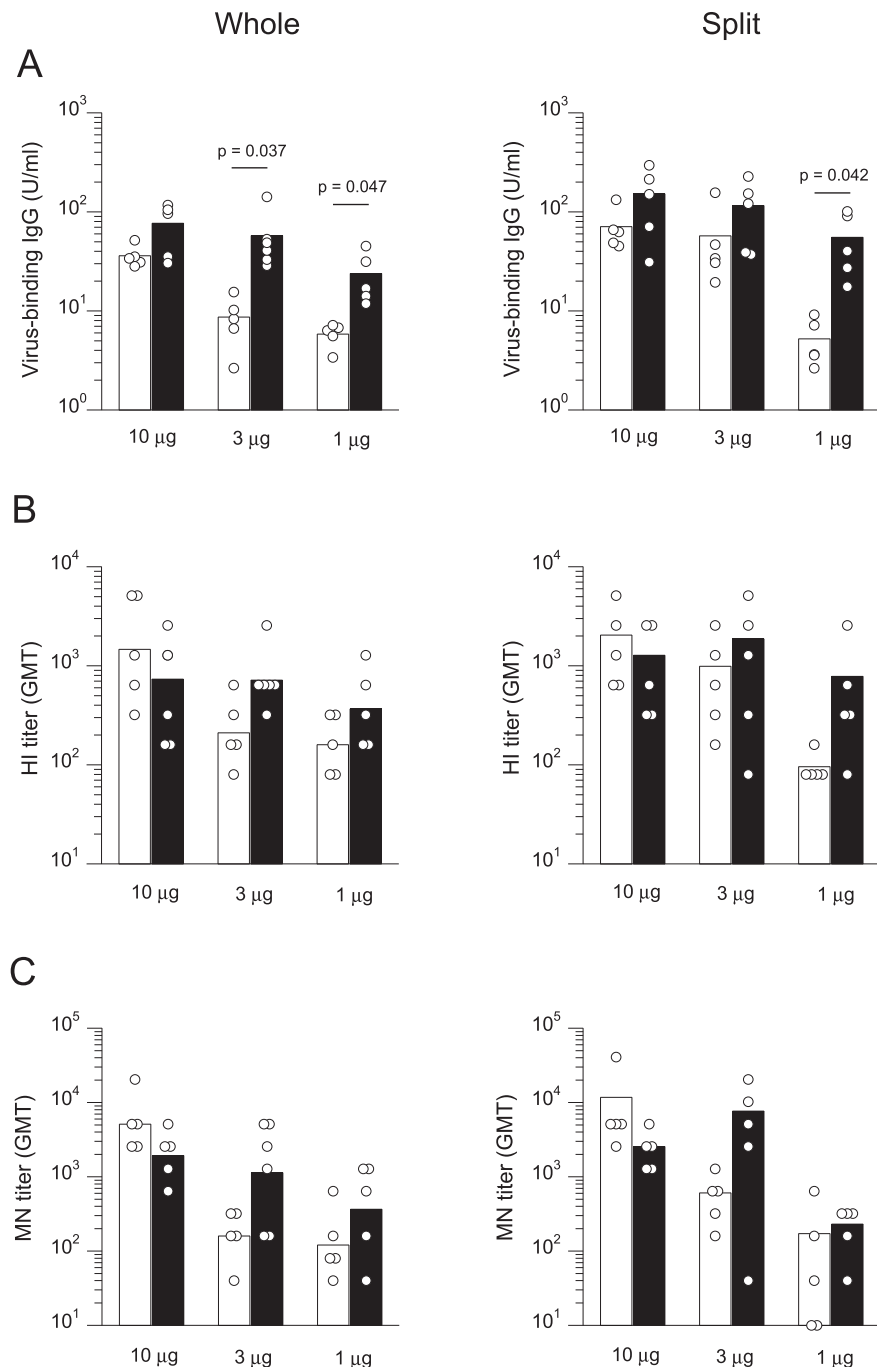 Whole Split
A
Virus-binding IgG (U/ml)
10³
10²
10¹
10⁰
p = 0.037
p = 0.047
10 μg 3 μg 1 μg
Virus-binding IgG (U/ml)
10³
10²
10¹
10⁰
p = 0.042
10 μg 3 μg 1 μg
B
HI titer (GMT)
10⁴
10³
10²
10¹
10 μg 3 μg 1 μg
HI titer (GMT)
10⁴
10³
10²
10¹
10 μg 3 μg 1 μg
C
MN titer (GMT)
10⁵
10⁴
10³
10²
10¹
10 μg 3 μg 1 μg
MN titer (GMT)
10⁵
10⁴
10³
10²
10¹
10 μg 3 μg 1 μg